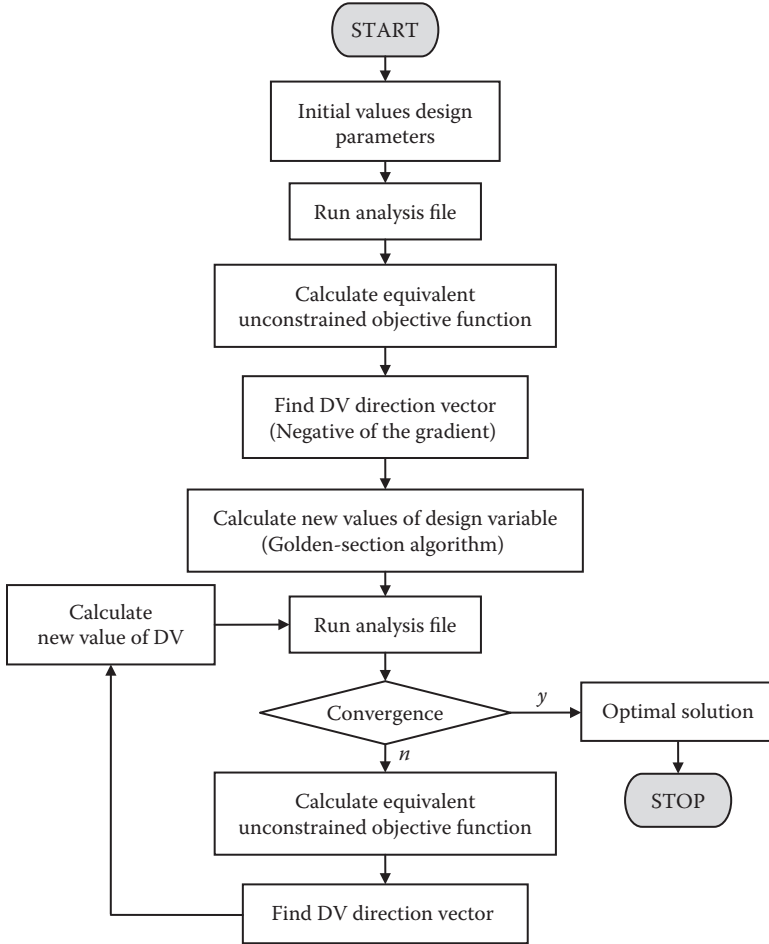 START
Initial values design
parameters
Run analysis file
Calculate equivalent
unconstrained objective function
Find DV direction vector
(Negative of the gradient)
Calculate new values of design variable
(Golden-section algorithm)
Calculate
new value of DV
Run analysis file
Convergence
y
Optimal solution
n
STOP
Calculate equivalent
unconstrained objective function
Find DV direction vector